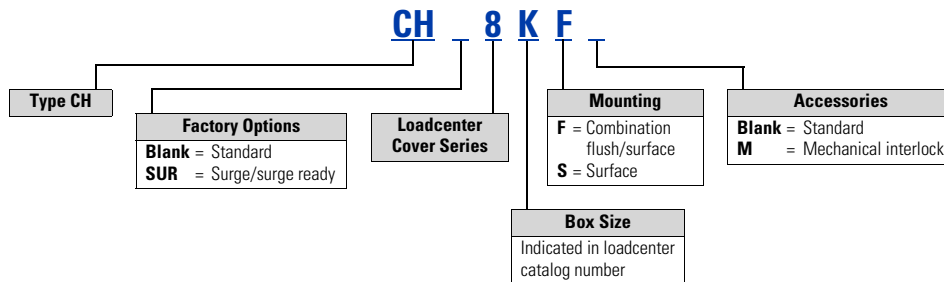 CH _ 8 K F _
Type CH
Factory Options
Blank = Standard
SUR = Surge/surge ready
Loadcenter
Cover Series
Mounting
F = Combination
flush/surface
S = Surface
Accessories
Blank = Standard
M = Mechanical interlock
Box Size
Indicated in loadcenter
catalog number